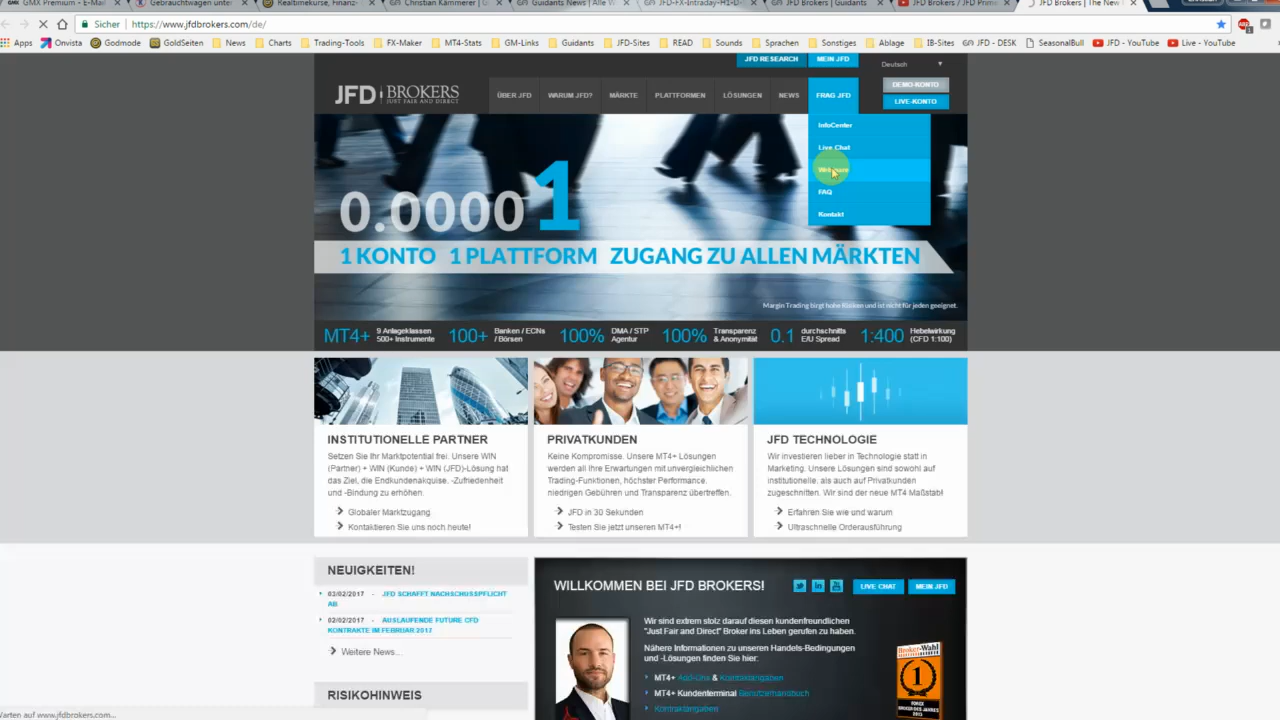 GMX Premium - E-Mail
Gebrauchtwagen und
Realtimekurse, Finanz-
Christian Kämmerer
Guidants News | Alle W
JFD-FX-Intraday-H1-D
JFD Brokers | Guidants
JFD Brokers / JFD Prime
JFD Brokers | The New
Sicher | https://www.jfdbrokers.com/de/
Apps Onvista Godmode GoldSeiten News Charts Trading-Tools FX-Maker MT4-Stats GM-Links Guidants JFD-Sites READ Sounds Sprachen Sonstiges Ablage IB-Sites JFD - DESK SeasonalBull JFD - YouTube Live - YouTube
JFD RESEARCH MEIN JFD Deutsch
DEMO-KONTO
JFD BROKERS
JUST FAIR AND DIRECT
ÜBER JFD WARUM JFD? MÄRKTE PLATTFORMEN LÖSUNGEN NEWS FRAG JFD
LIVE-KONTO
InfoCenter
Live Chat
FAQ
Kontakt
0.00001
1 KONTO 1 PLATTFORM ZUGANG ZU ALLEN MÄRKTEN
Margin Trading birgt hohe Risiken und ist nicht für jeden geeignet.
MT4+ 9 Anlageklassen
500+ Instrumente
100+ Banken / ECNs
/ Börsen
100% DMA / STP
Agentur
100% Transparenz
& Anonymität
0.1 durchschnitts
E/U Spread
1:400 Hebelwirkung
(CFD 1:100)
INSTITUTIONELLE PARTNER
Setzen Sie Ihr Marktpotential frei. Unsere WIN
(Partner) + WIN (Kunde) + WIN (JFD)-Lösung hat
das Ziel, die Endkundenakquise, -Zufriedenheit
und -Bindung zu erhöhen.
Globaler Marktzugang
Kontaktieren Sie uns noch heute!
PRIVATKUNDEN
Keine Kompromisse. Unsere MT4+ Lösungen
werden all Ihre Erwartungen mit unvergleichlichen
Trading-Funktionen, höchster Performance,
niedrigen Gebühren und Transparenz übertreffen.
JFD in 30 Sekunden
Testen Sie jetzt unseren MT4+!
JFD TECHNOLOGIE
Wir investieren lieber in Technologie statt in
Marketing. Unsere Lösungen sind sowohl auf
institutionelle, als auch auf Privatkunden
zugeschnitten. Wir sind der neue MT4 Maßstab!
Erfahren Sie wie und warum
Ultraschnelle Orderausführung
NEUIGKEITEN!
03/02/2017 - JFD SCHAFFT NACHSCHUSSPFLICHT
AB
02/02/2017 - AUSLAUFENDE FUTURE CFD
KONTRAKTE IM FEBRUAR 2017
Weitere News...
RISIKOHINWEIS
WILLKOMMEN BEI JFD BROKERS!
LIVE CHAT MEIN JFD
Wir sind extrem stolz darauf diesen kundenfreundlichen
"Just Fair and Direct" Broker ins Leben gerufen zu haben.
Nähere Informationen zu unseren Handels-Bedingungen
und -Lösungen finden Sie hier:
MT4+ Add-Ons & Kontraktangaben
MT4+ Kundenterminal Benutzerhandbuch
Kontraktangaben
Broker-Wahl
1
Warten auf www.jfdbrokers.com...